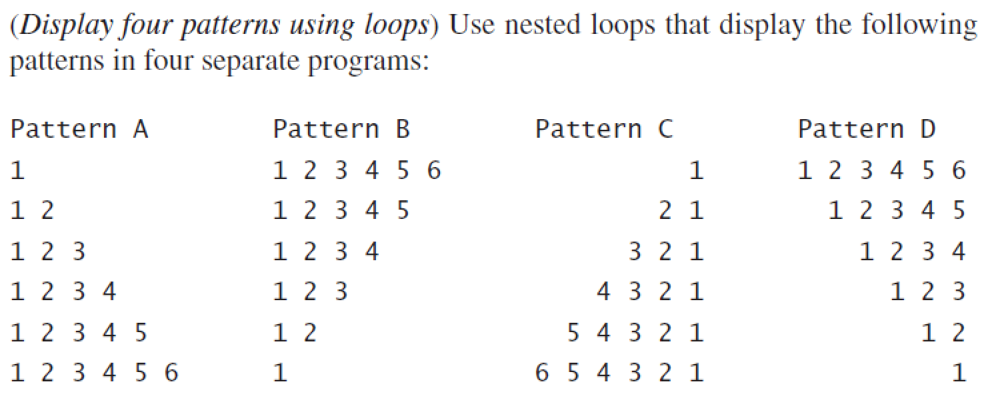 (Display four patterns using loops) Use nested loops that display the following
patterns in four separate programs:
Pattern A Pattern B Pattern C Pattern D
1 1 2 3 4 5 6 1 1 2 3 4 5 6
1 2 1 2 3 4 5 2 1 1 2 3 4 5
1 2 3 1 2 3 4 3 2 1 1 2 3 4
1 2 3 4 1 2 3 4 3 2 1 1 2 3
1 2 3 4 5 1 2 5 4 3 2 1 1 2
1 2 3 4 5 6 1 6 5 4 3 2 1 1